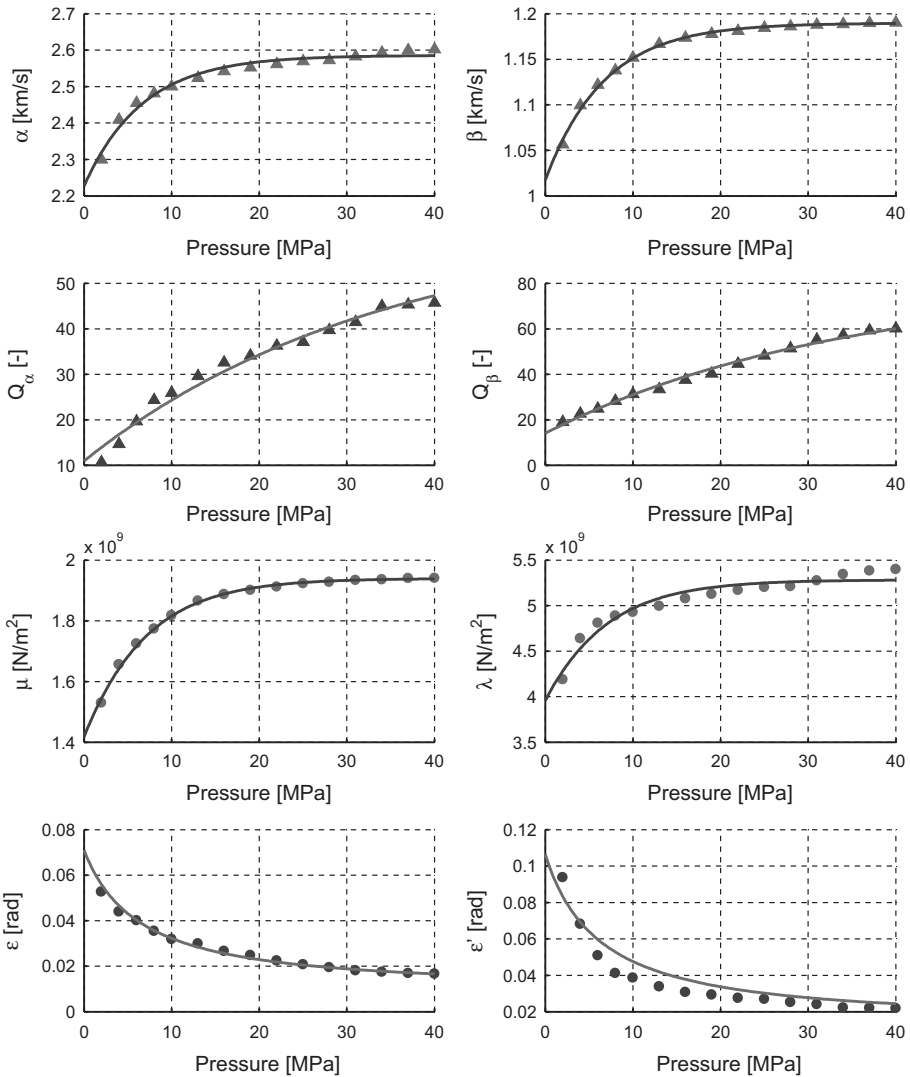 α [km/s]
2.7
2.6
2.5
2.4
2.3
2.2
0 10 20 30 40
Pressure [MPa]
β [km/s]
1.2
1.15
1.1
1.05
1
0 10 20 30 40
Pressure [MPa]
Qα [-]
50
40
30
20
10
0 10 20 30 40
Pressure [MPa]
Qβ [-]
80
60
40
20
0
0 10 20 30 40
Pressure [MPa]
x 10^9
μ [N/m²]
2
1.8
1.6
1.4
0 10 20 30 40
Pressure [MPa]
x 10^9
λ [N/m²]
5.5
5
4.5
4
3.5
0 10 20 30 40
Pressure [MPa]
ε [rad]
0.08
0.06
0.04
0.02
0
0 10 20 30 40
Pressure [MPa]
ε' [rad]
0.12
0.1
0.08
0.06
0.04
0.02
0 10 20 30 40
Pressure [MPa]